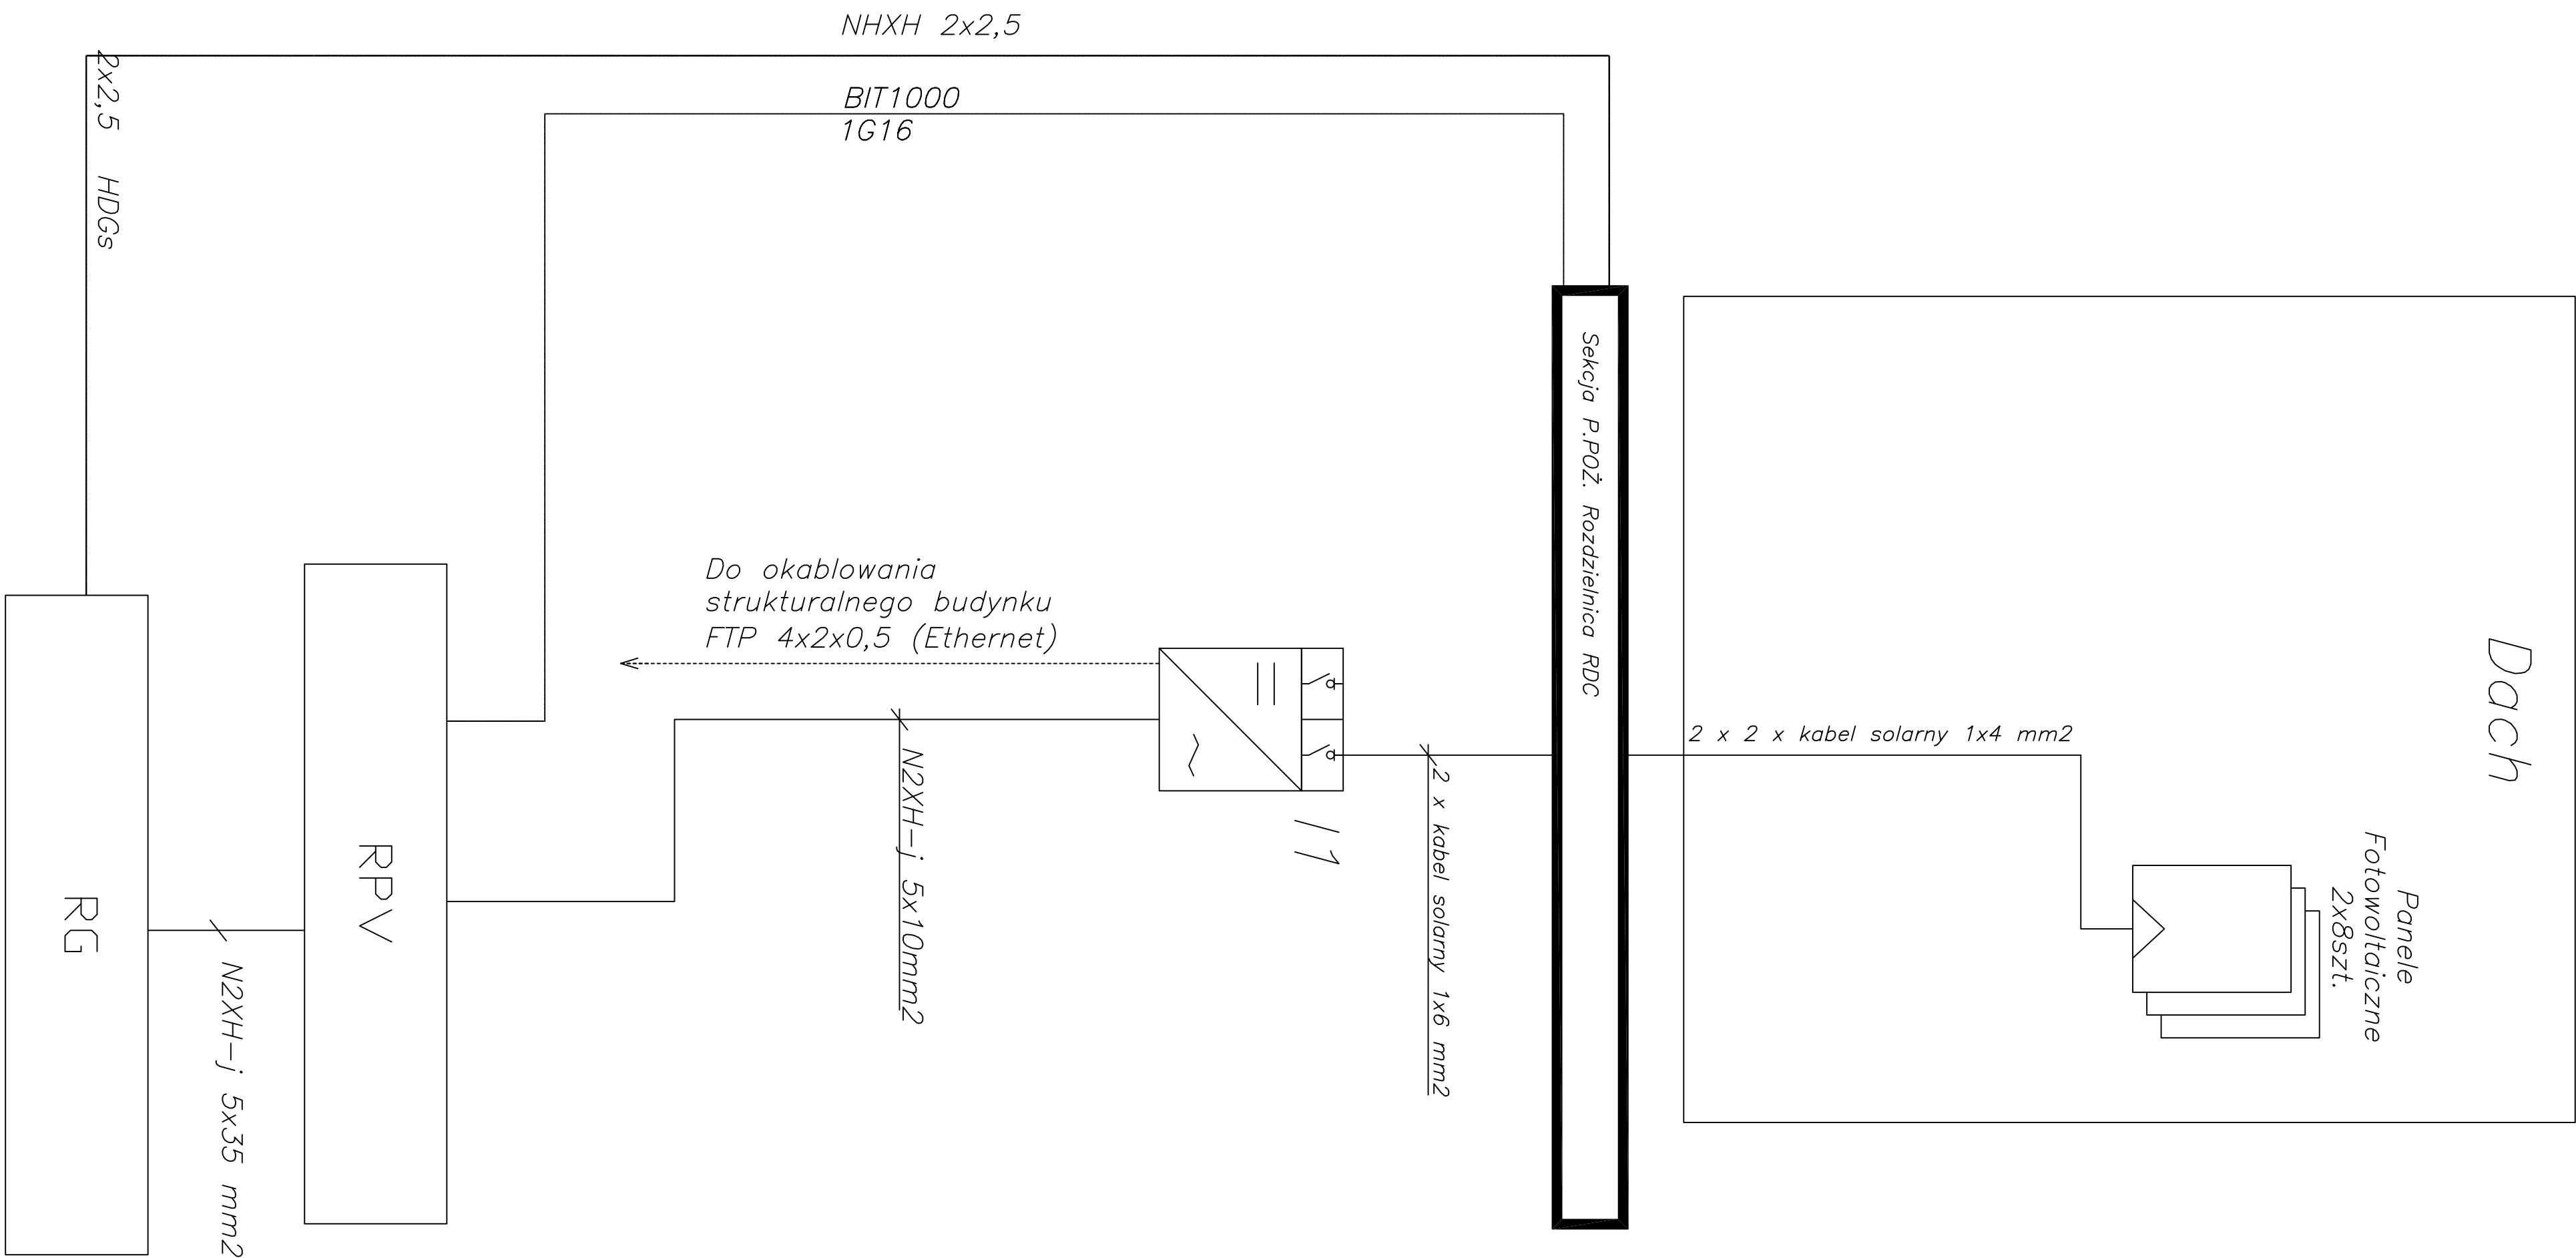 NHXH 2x2,5
BIT1000
1G16
2x2,5 HDGs
Sekcja P.POŻ. Rozdzielnica RDC
Dach
Do okablowania
strukturalnego budynku
FTP 4x2x0,5 (Ethernet)
2 x 2 x kabel solarny 1x4 mm2
Panele
Fotowoltaiczne
2x8szt.
I1
2 x kabel solarny 1x6 mm2
N2XH-j 5x10mm2
RPV
RG
N2XH-j 5x35 mm2